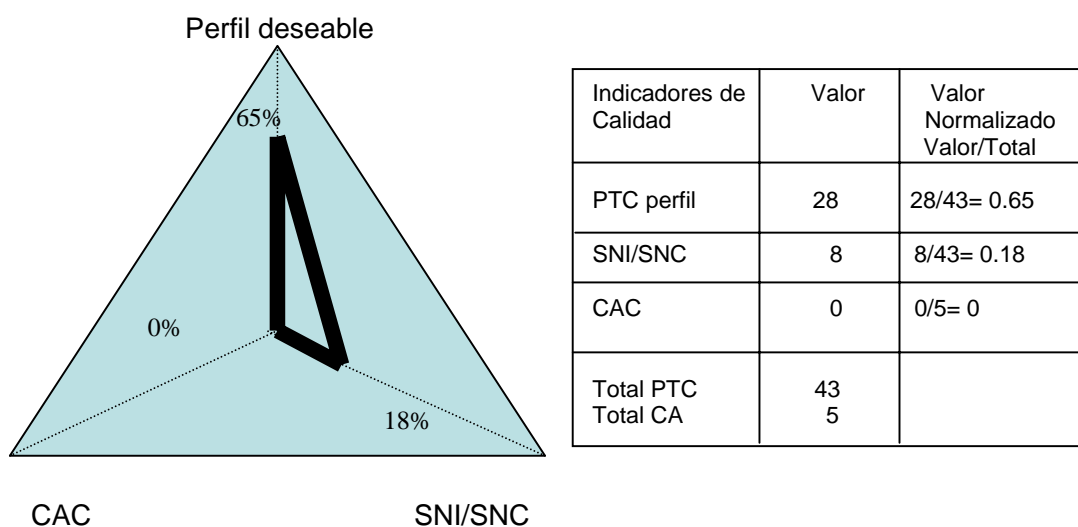 Perfil deseable
65%
0%
18%
CAC
SNI/SNC
Indicadores de Calidad
Valor
Valor Normalizado Valor/Total
PTC perfil
28
28/43= 0.65
SNI/SNC
8
8/43= 0.18
CAC
0
0/5= 0
Total PTC
43
Total CA
5